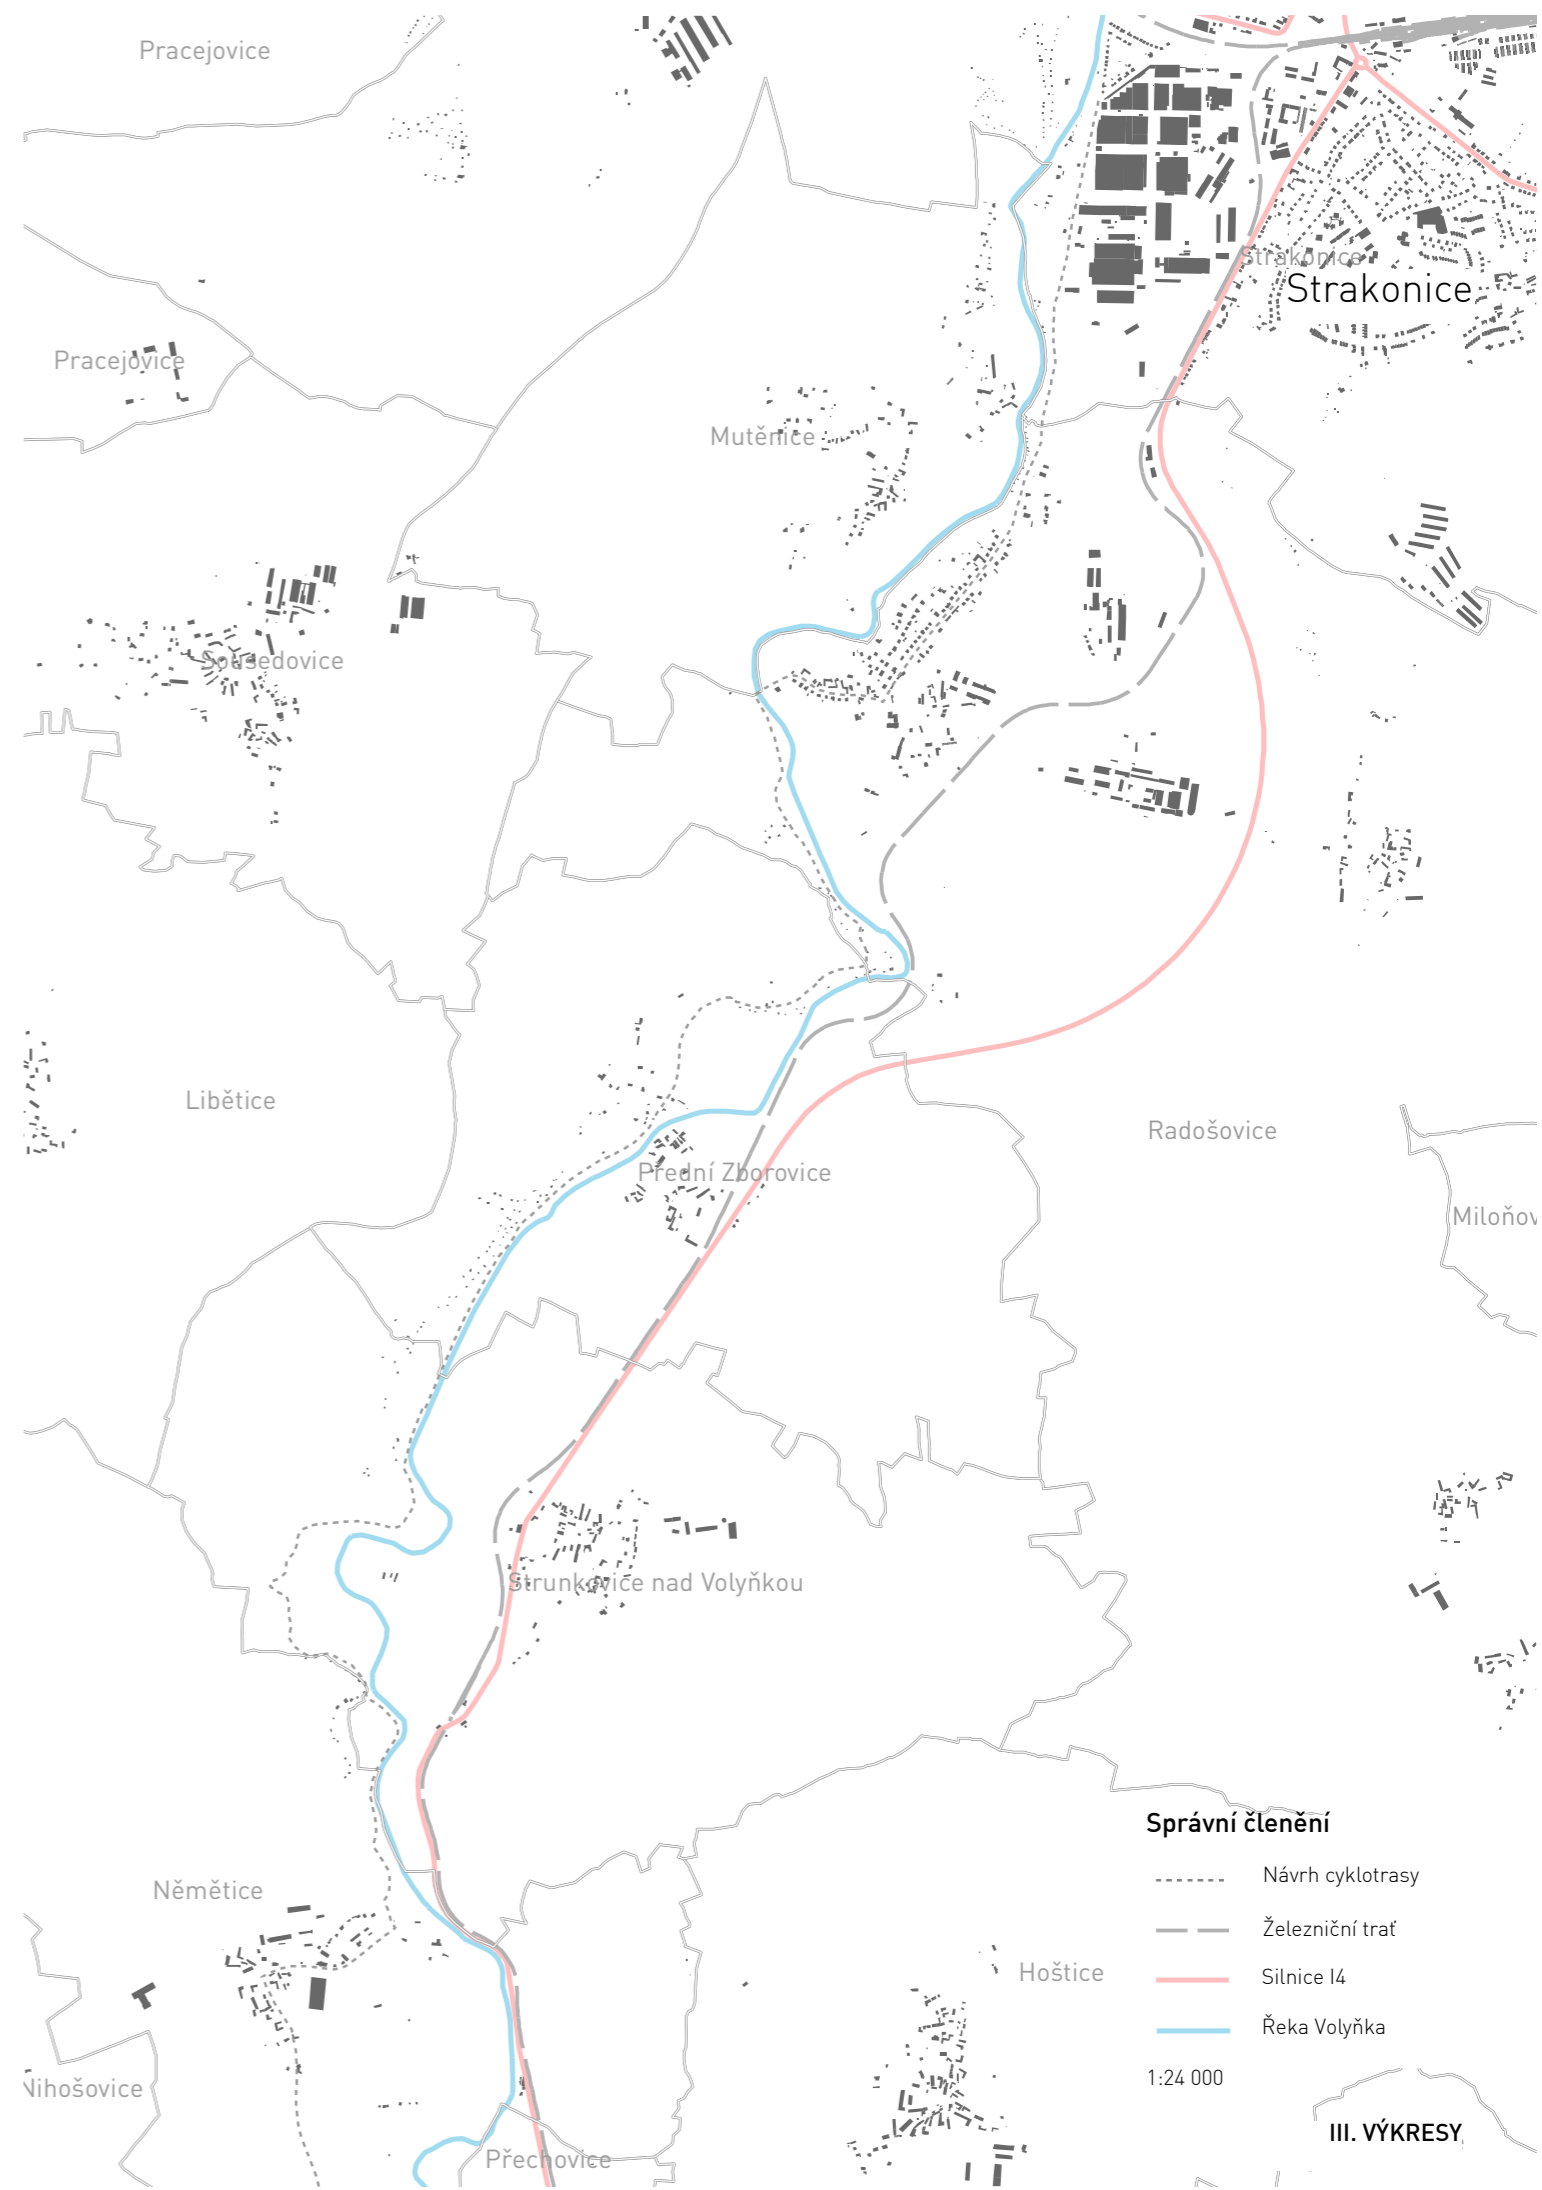 Pracejovice
Strakonice
Strakonice
Pracejovice
Mutěnice
Sousedovice
Libětice
Radošovice
Přední Zborovice
Miloňov
Strunkovice nad Volyňkou
Správní členění
Návrh cyklotrasy
Němětice
Železniční trať
Hoštice
Silnice I4
Řeka Volyňka
1:24 000
Nihošovice
III. VÝKRESY
Přechovice